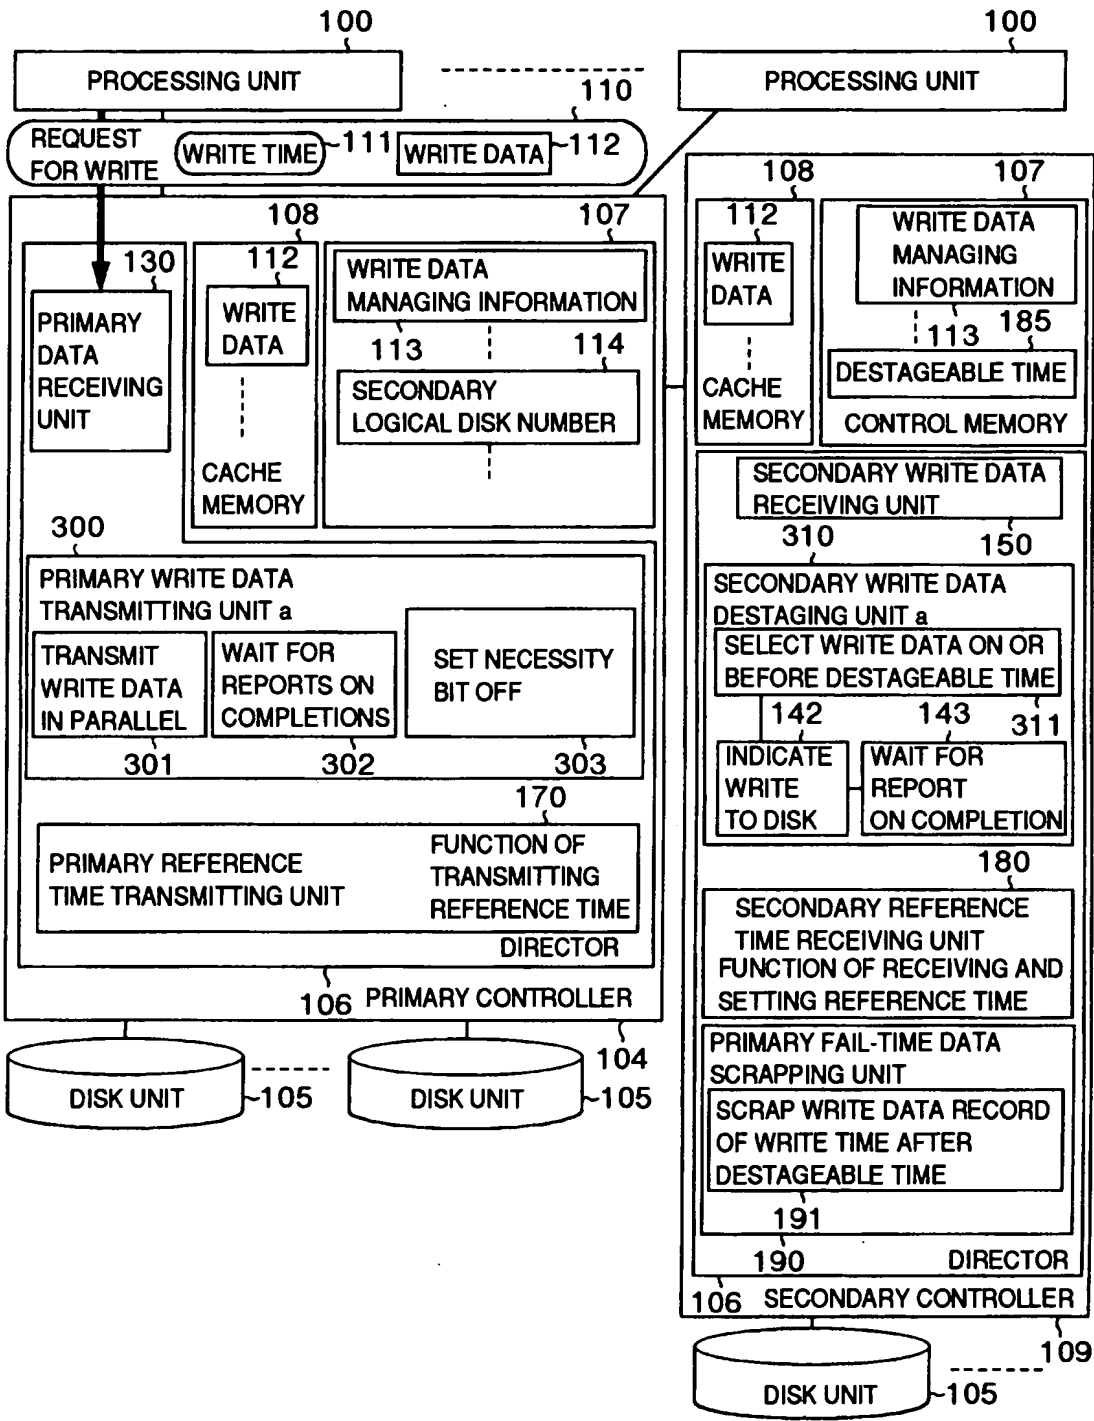 100
100
PROCESSING UNIT
PROCESSING UNIT
110
REQUEST
FOR WRITE
WRITE TIME
111
WRITE DATA
112
108
107
130
PRIMARY
DATA
RECEIVING
UNIT
112
WRITE
DATA
CACHE
MEMORY
WRITE DATA
MANAGING INFORMATION
113
114
SECONDARY
LOGICAL DISK NUMBER
300
PRIMARY WRITE DATA
TRANSMITTING UNIT a
TRANSMIT
WRITE DATA
IN PARALLEL
301
WAIT FOR
REPORTS ON
COMPLETIONS
302
SET NECESSITY
BIT OFF
303
170
PRIMARY REFERENCE
TIME TRANSMITTING UNIT
FUNCTION OF
TRANSMITTING
REFERENCE TIME
DIRECTOR
106
PRIMARY CONTROLLER
104
DISK UNIT
105
DISK UNIT
105
108
107
112
WRITE
DATA
CACHE
MEMORY
WRITE DATA
MANAGING
INFORMATION
113
185
DESTAGEABLE TIME
CONTROL MEMORY
SECONDARY WRITE DATA
RECEIVING UNIT
150
310
SECONDARY WRITE DATA
DESTAGING UNIT a
SELECT WRITE DATA ON OR
BEFORE DESTAGEABLE TIME
311
142
143
INDICATE
WRITE
TO DISK
WAIT FOR
REPORT
ON COMPLETION
180
SECONDARY REFERENCE
TIME RECEIVING UNIT
FUNCTION OF RECEIVING AND
SETTING REFERENCE TIME
PRIMARY FAIL-TIME DATA
SCRAPPING UNIT
SCRAP WRITE DATA RECORD
OF WRITE TIME AFTER
DESTAGEABLE TIME
191
190
DIRECTOR
106
SECONDARY CONTROLLER
109
DISK UNIT
105